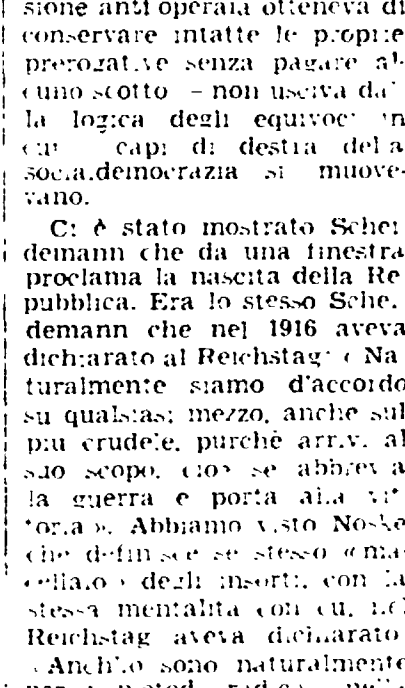 sione antioperaia otteneva di
conservare intatte le proprie
prerogative senza pagare al-
cuno scotto – non usciva dal-
la logica degli equivoci in
cui capi di destra della
socialdemocrazia si muove-
vano.
Ci è stato mostrato Schei
demann che da una finestra
proclama la nascita della Re
pubblica. Era lo stesso Sche.
demann che nel 1916 aveva
dichiarato al Reichstag: « Na
turalmente siamo d'accordo
su qualsiasi mezzo, anche sul
più crudele, purchè arrivi al
suo scopo, cioè se abbrevia
la guerra e porta alla vit
toria ». Abbiamo visto Noske
che definisce se stesso « ma
cellaio » degli insorti, con la
stessa mentalità con cui nel
Reichstag aveva dichiarato
« Anch'io sono naturalmente